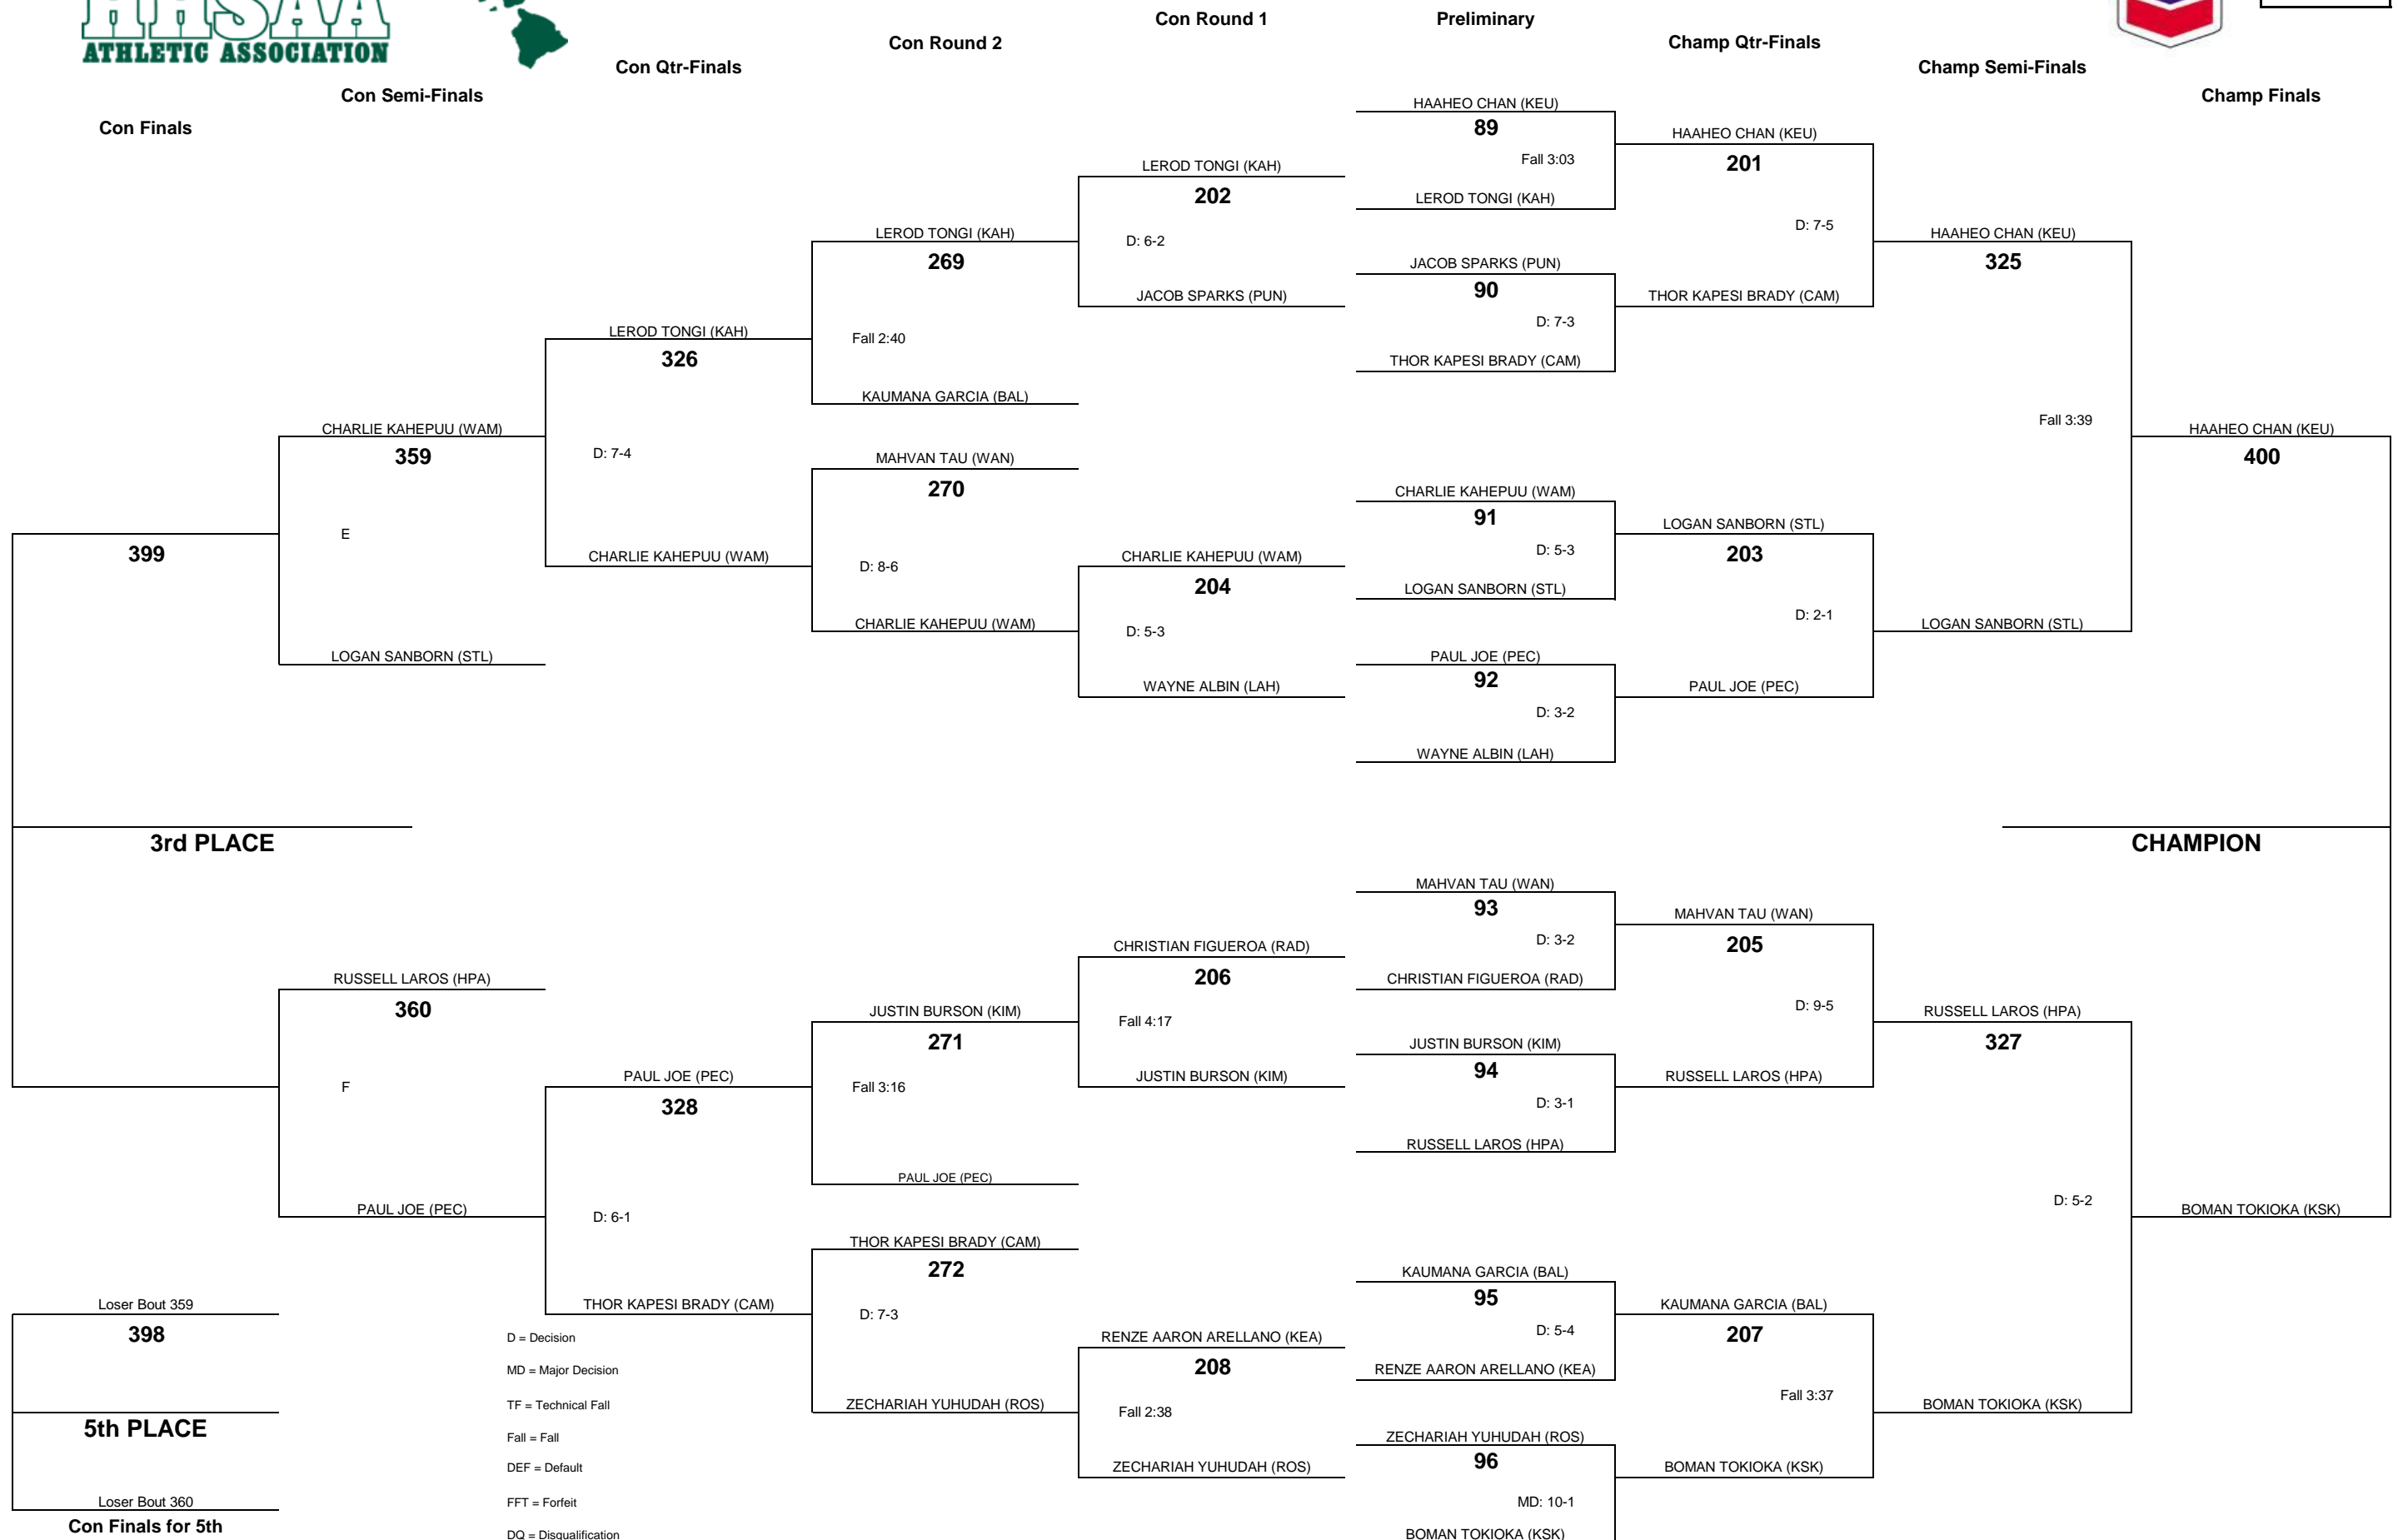 HHSAA
ATHLETIC ASSOCIATION
Con Finals
Con Semi-Finals
Con Qtr-Finals
Con Round 2
Con Round 1
Preliminary
Champ Qtr-Finals
Champ Semi-Finals
Champ Finals
399
3rd PLACE
Loser Bout 359
398
5th PLACE
Loser Bout 360
Con Finals for 5th
CHARLIE KAHEPUU (WAM)
359
E
LOGAN SANBORN (STL)
RUSSELL LAROS (HPA)
360
F
PAUL JOE (PEC)
LEROD TONGI (KAH)
326
D: 7-4
CHARLIE KAHEPUU (WAM)
PAUL JOE (PEC)
328
D: 6-1
THOR KAPESI BRADY (CAM)
D = Decision
MD = Major Decision
TF = Technical Fall
Fall = Fall
DEF = Default
FFT = Forfeit
DQ = Disqualification
LEROD TONGI (KAH)
269
Fall 2:40
KAUMANA GARCIA (BAL)
MAHVAN TAU (WAN)
270
D: 8-6
CHARLIE KAHEPUU (WAM)
JUSTIN BURSON (KIM)
271
Fall 3:16
PAUL JOE (PEC)
THOR KAPESI BRADY (CAM)
272
D: 7-3
ZECHARIAH YUHUDAH (ROS)
LEROD TONGI (KAH)
202
D: 6-2
JACOB SPARKS (PUN)
CHARLIE KAHEPUU (WAM)
204
D: 5-3
WAYNE ALBIN (LAH)
CHRISTIAN FIGUEROA (RAD)
206
Fall 4:17
JUSTIN BURSON (KIM)
RENZE AARON ARELLANO (KEA)
208
Fall 2:38
ZECHARIAH YUHUDAH (ROS)
HAAHEO CHAN (KEU)
89
Fall 3:03
LEROD TONGI (KAH)
JACOB SPARKS (PUN)
90
D: 7-3
THOR KAPESI BRADY (CAM)
CHARLIE KAHEPUU (WAM)
91
D: 5-3
LOGAN SANBORN (STL)
PAUL JOE (PEC)
92
D: 3-2
WAYNE ALBIN (LAH)
MAHVAN TAU (WAN)
93
D: 3-2
CHRISTIAN FIGUEROA (RAD)
JUSTIN BURSON (KIM)
94
D: 3-1
RUSSELL LAROS (HPA)
KAUMANA GARCIA (BAL)
95
D: 5-4
RENZE AARON ARELLANO (KEA)
ZECHARIAH YUHUDAH (ROS)
96
MD: 10-1
BOMAN TOKIOKA (KSK)
HAAHEO CHAN (KEU)
201
D: 7-5
THOR KAPESI BRADY (CAM)
LOGAN SANBORN (STL)
203
D: 2-1
PAUL JOE (PEC)
MAHVAN TAU (WAN)
205
D: 9-5
RUSSELL LAROS (HPA)
KAUMANA GARCIA (BAL)
207
Fall 3:37
BOMAN TOKIOKA (KSK)
HAAHEO CHAN (KEU)
325
Fall 3:39
LOGAN SANBORN (STL)
RUSSELL LAROS (HPA)
327
D: 5-2
BOMAN TOKIOKA (KSK)
HAAHEO CHAN (KEU)
400
CHAMPION
BOMAN TOKIOKA (KSK)